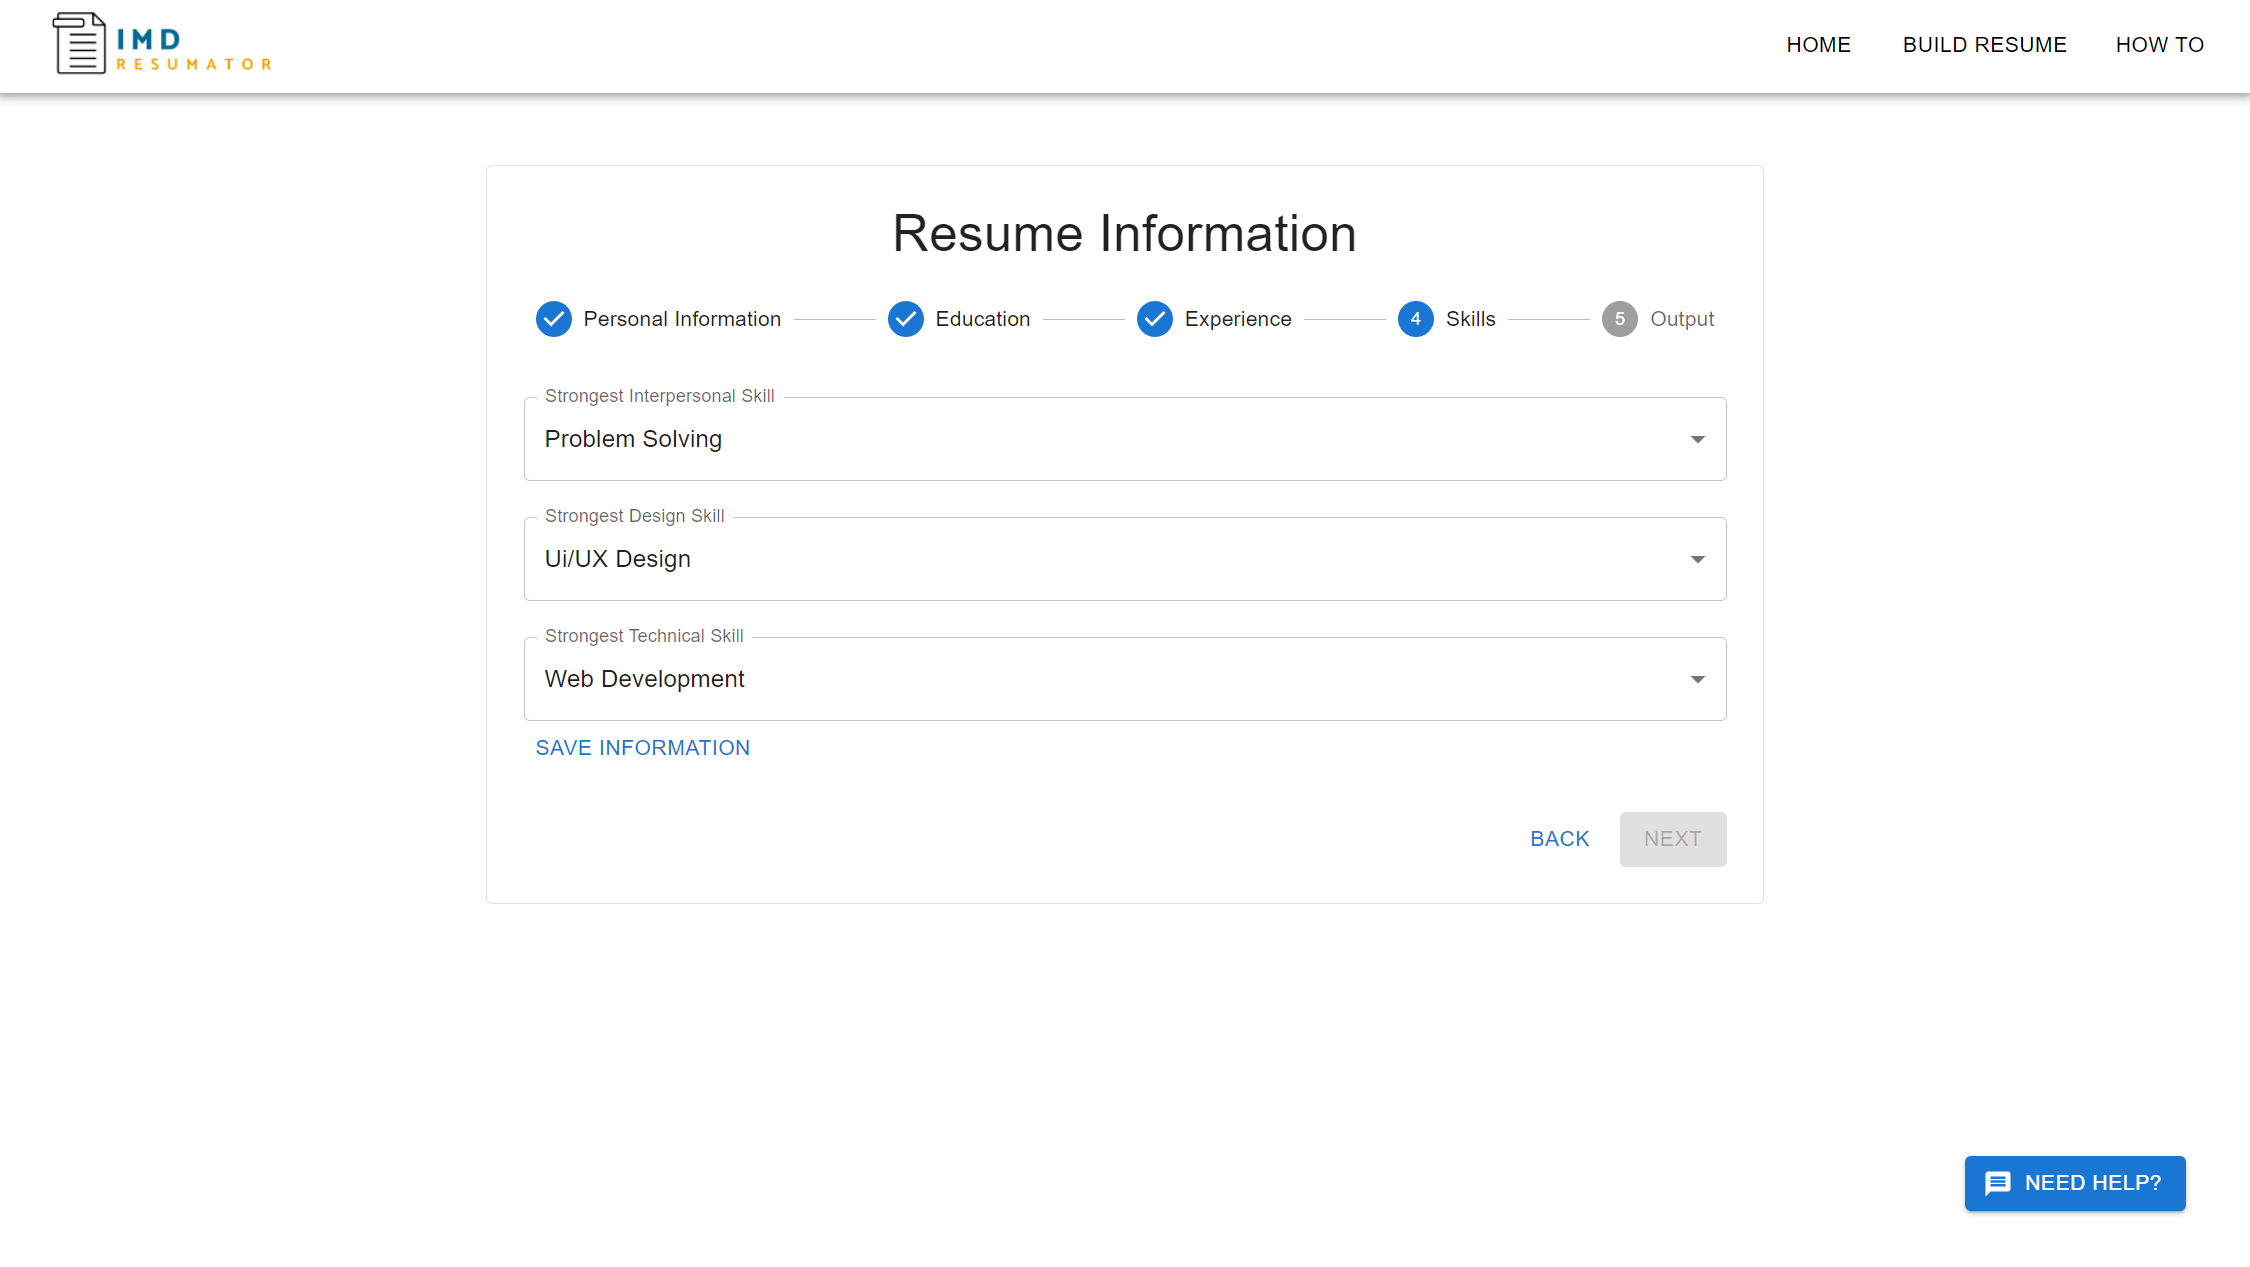 IMD
RESUMATOR
HOME BUILD RESUME HOW TO
Resume Information
Personal Information Education Experience 4 Skills 5 Output
Strongest Interpersonal Skill
Problem Solving
Strongest Design Skill
Ui/UX Design
Strongest Technical Skill
Web Development
SAVE INFORMATION
BACK NEXT
NEED HELP?